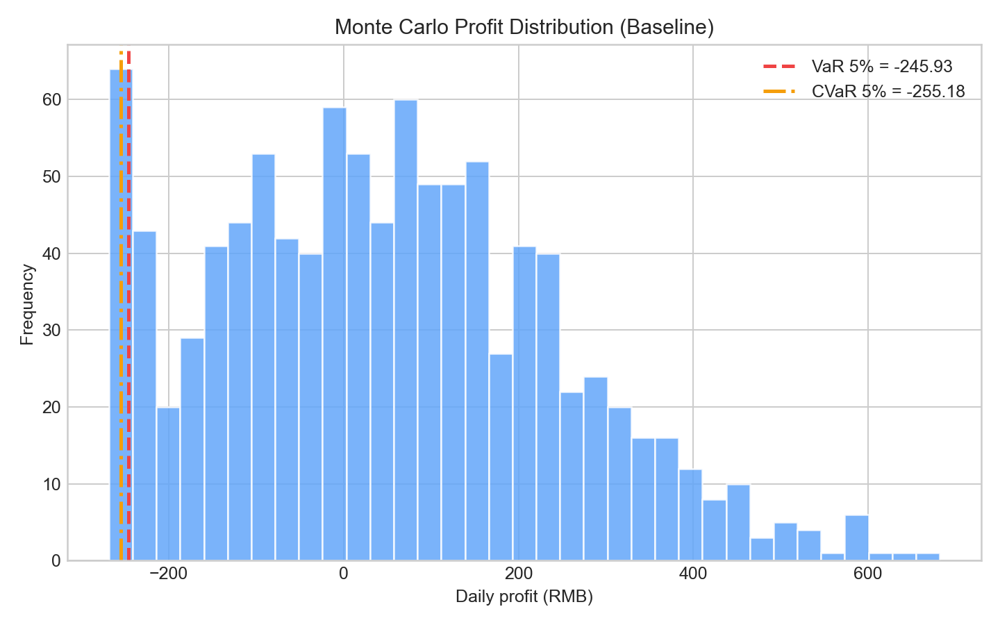 Monte Carlo Profit Distribution (Baseline)
VaR 5% = -245.93
CVaR 5% = -255.18
Frequency
60
50
40
30
20
10
0
−200
0
200
400
600
Daily profit (RMB)